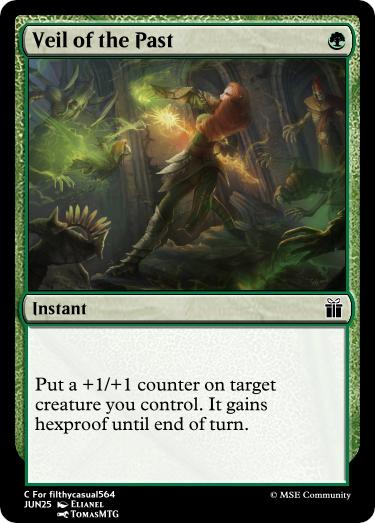 Veil of the Past
Instant
Put a +1/+1 counter on target
creature you control. It gains
hexproof until end of turn.
C For filthycasual564
JUN25 Elianel
TomasMTG
© MSE Community